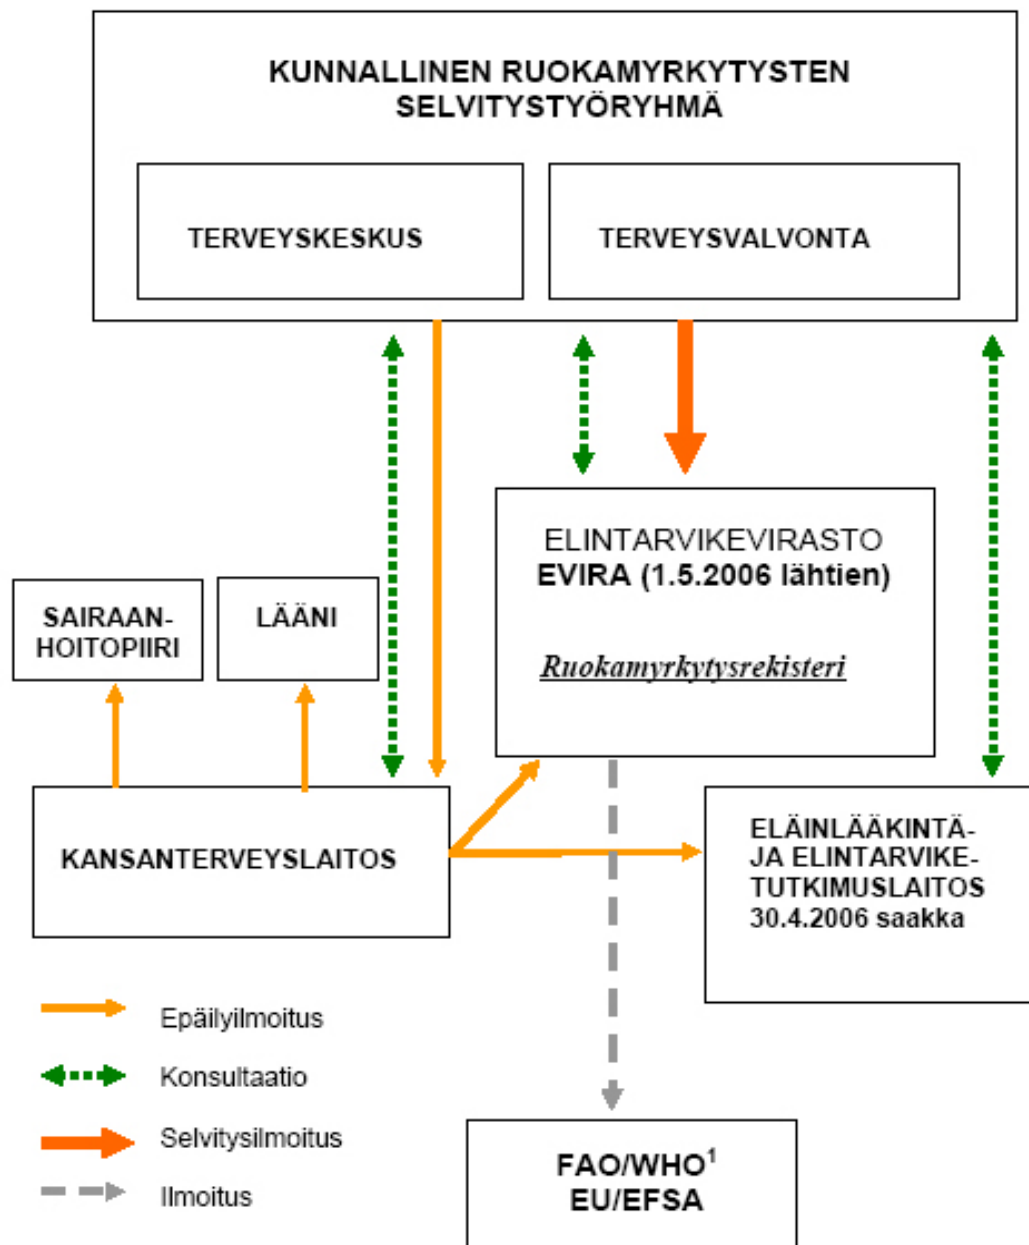 KUNNALLINEN RUOKAMYRKYTYSTEN
SELVITYSTYÖRYHMÄ
TERVEYSKESKUS
TERVEYSVALVONTA
ELINTARVIKEVIRASTO
EVIRA (1.5.2006 lähtien)
Ruokamyrkytysrekisteri
SAIRAAN-
HOITOPIIRI
LÄÄNI
KANSANTERVEYSLAITOS
ELÄINLÄÄKINTÄ-
JA ELINTARVIKE-
TUTKIMUSLAITOS
30.4.2006 saakka
Epäilyilmoitus
Konsultaatio
Selvitysilmoitus
Ilmoitus
FAO/WHO¹
EU/EFSA